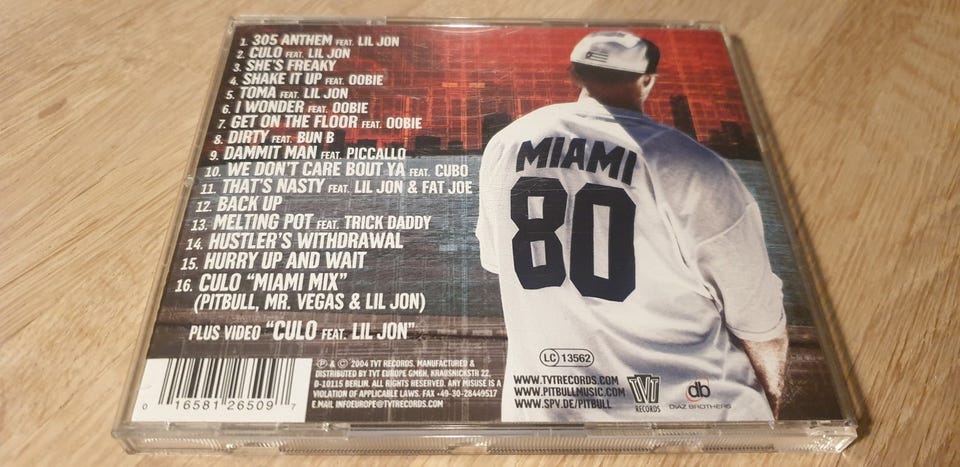 1. 305 ANTHEM FEAT. LIL JON
2. CULO FEAT. LIL JON
3. SHE'S FREAKY
4. SHAKE IT UP FEAT. OOBIE
5. TOMA FEAT. LIL JON
6. I WONDER FEAT. OOBIE
7. GET ON THE FLOOR FEAT. OOBIE
8. DIRTY FEAT. BUN B
9. DAMMIT MAN FEAT. PICCALLO
10. WE DON'T CARE BOUT YA FEAT. CUBO
11. THAT'S NASTY FEAT. LIL JON & FAT JOE
12. BACK UP
13. MELTING POT FEAT. TRICK DADDY
14. HUSTLER'S WITHDRAWAL
15. HURRY UP AND WAIT
16. CULO "MIAMI MIX"
(PITBULL, MR. VEGAS & LIL JON)
PLUS VIDEO "CULO FEAT. LIL JON"
MIAMI
80
0 16581 26509 7
℗ & © 2004 TVT RECORDS. MANUFACTURED &
DISTRIBUTED BY TVT EUROPE GMBH, KRAUSNICKSTR 22,
D-10115 BERLIN. ALL RIGHTS RESERVED. ANY MISUSE IS A
VIOLATION OF APPLICABLE LAWS. FAX +49-30-28449517
E.MAIL INFOEUROPE@TVTRECORDS.COM
LC 13562
WWW.TVTRECORDS.COM
WWW.PITBULLMUSIC.COM
WWW.SPV.DE/PITBULL
TVT
RECORDS
db
DIAZ BROTHERS